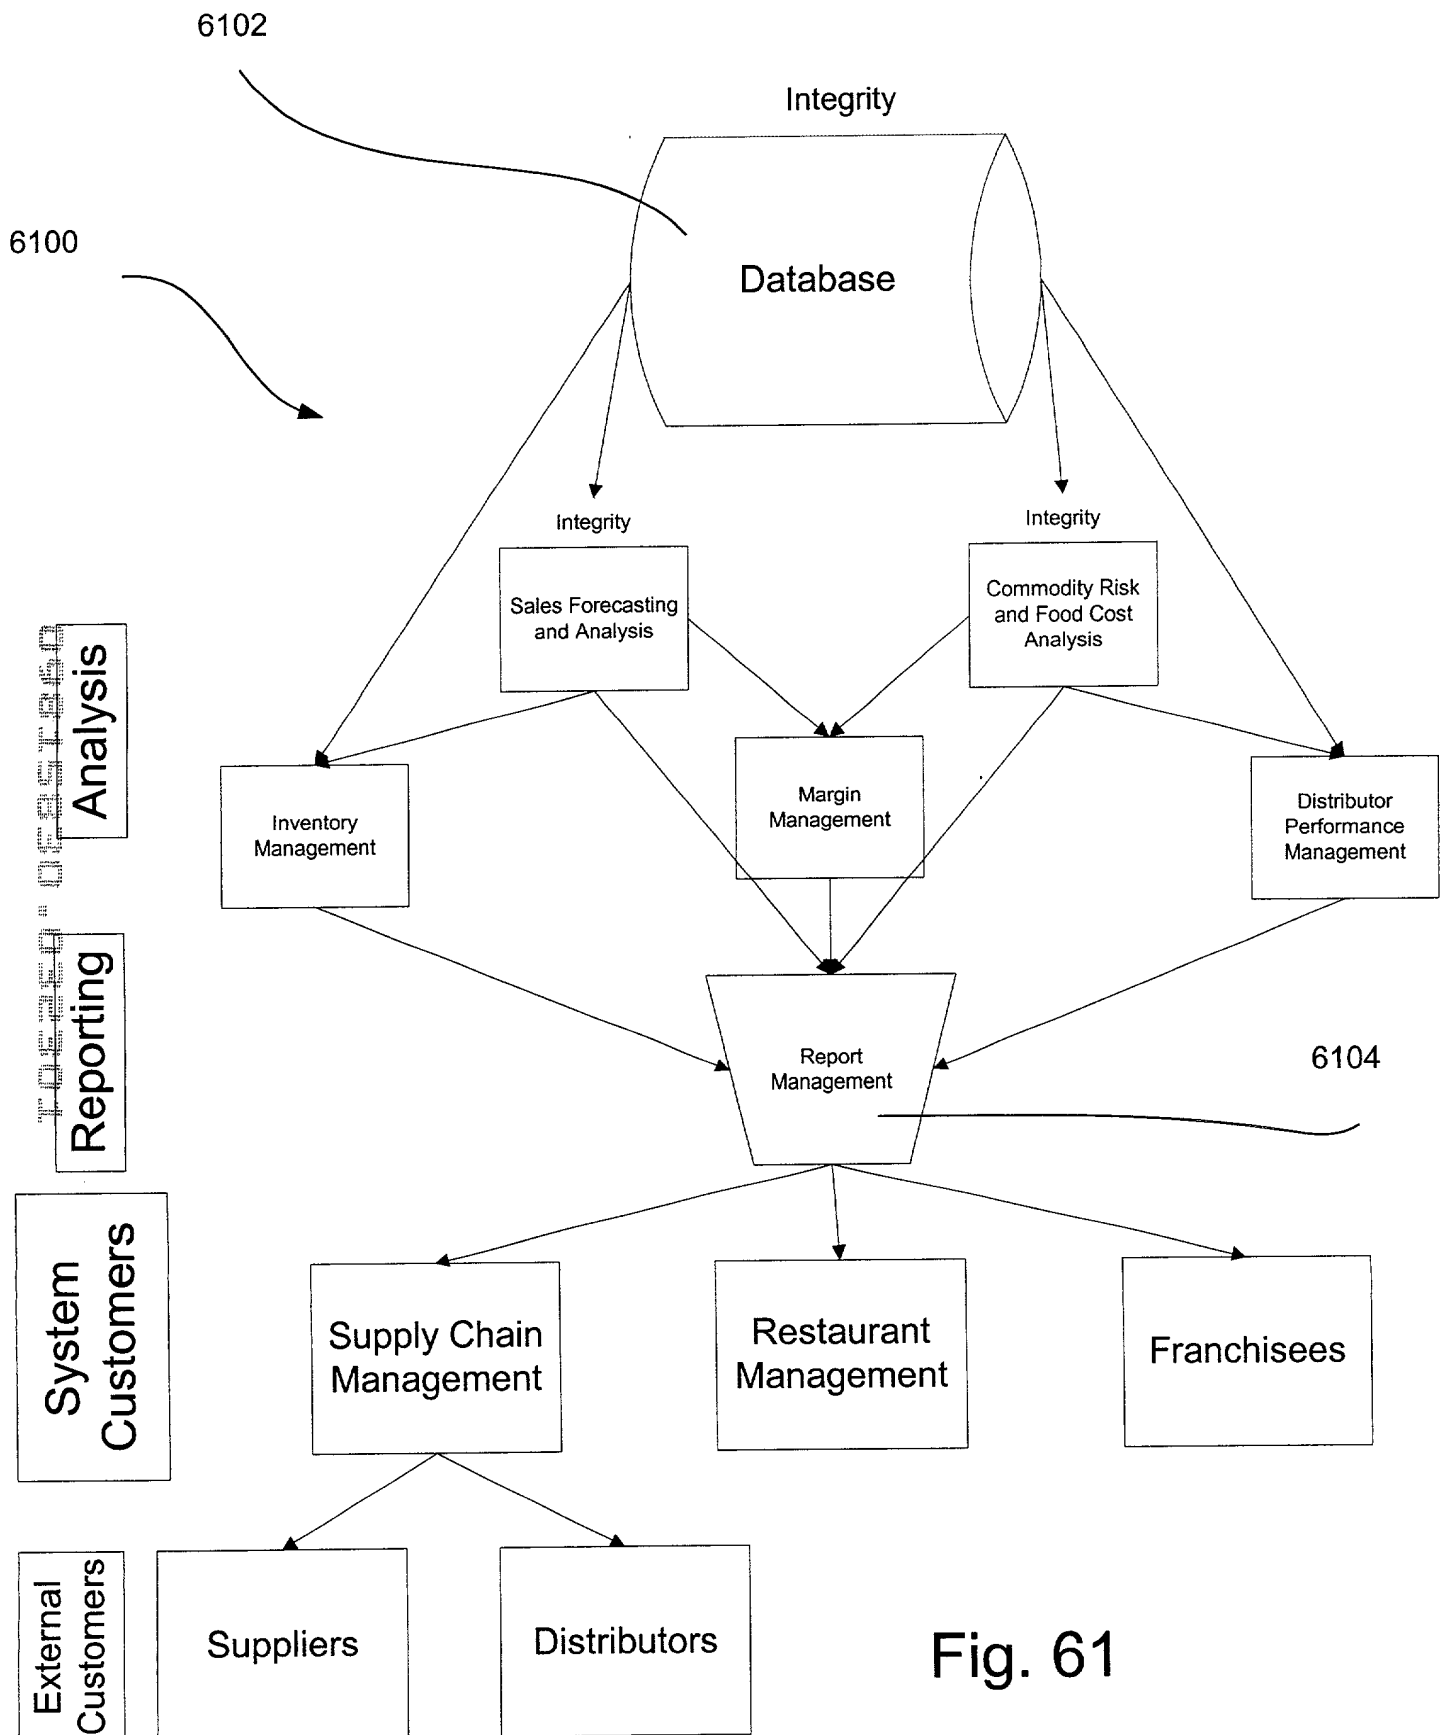 6102
Integrity
6100
Database
Integrity
Integrity
Sales Forecasting
and Analysis
Commodity Risk
and Food Cost
Analysis
Analysis
Inventory
Management
Margin
Management
Distributor
Performance
Management
Reporting
Report
Management
6104
System
Customers
Supply Chain
Management
Restaurant
Management
Franchisees
External
Customers
Suppliers
Distributors
Fig. 61